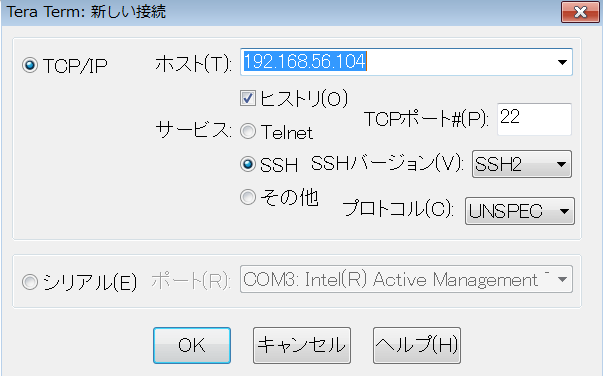 Tera Term: 新しい接続
TCP/IP ホスト(T): 192.168.56.104
ヒストリ(O)
サービス: Telnet TCPポート#(P): 22
SSH SSHバージョン(V): SSH2
その他 プロトコル(C): UNSPEC
シリアル(E) ポート(R): COM3: Intel(R) Active Management
OK キャンセル ヘルプ(H)